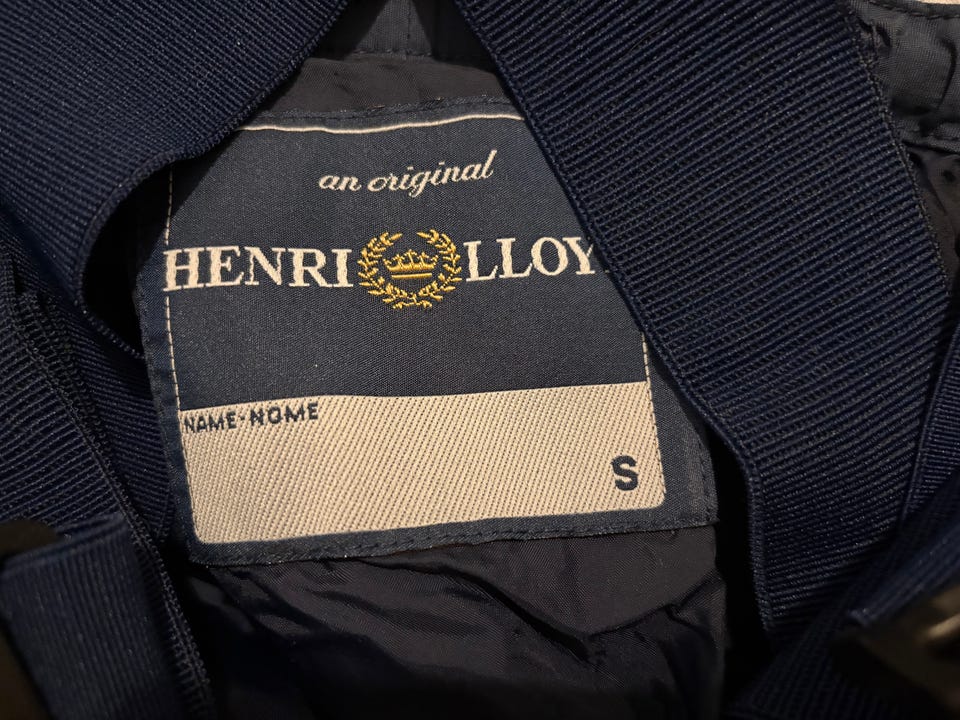 an original
HENRI LLOY
NAME-NOME
S